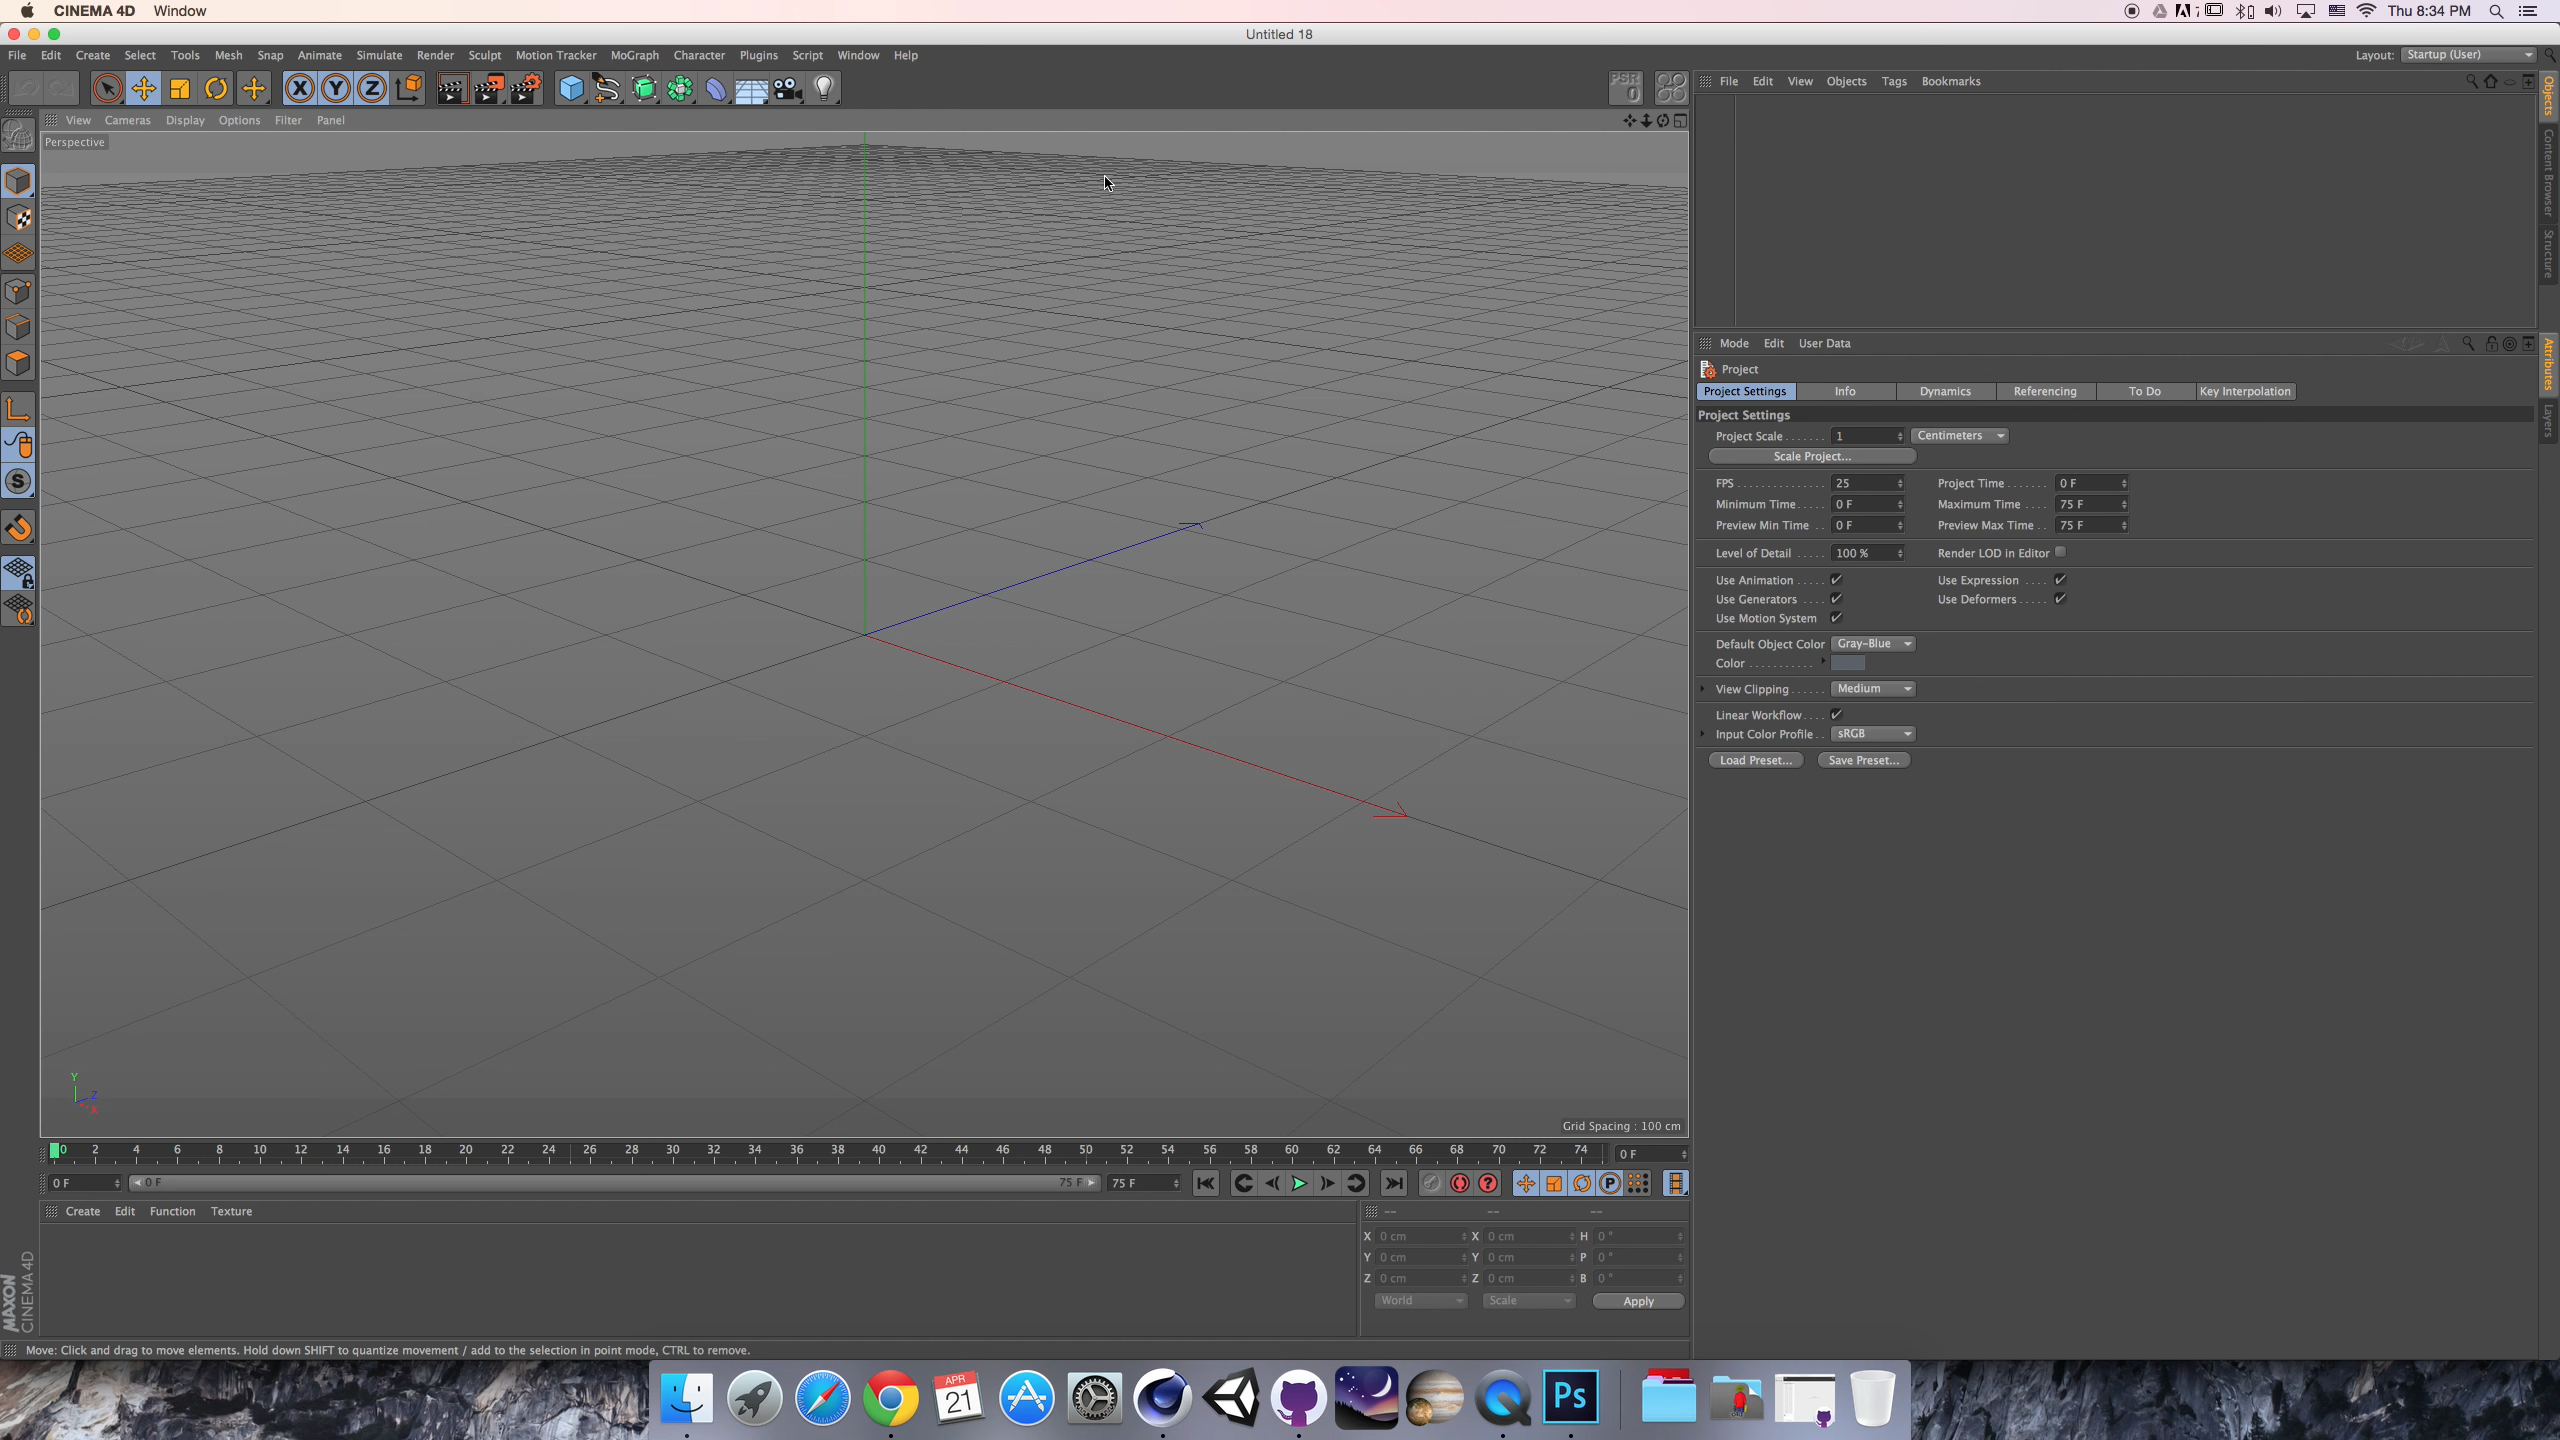 CINEMA 4D Window Thu 8:34 PM
Untitled 18
File Edit Create Select Tools Mesh Snap Animate Simulate Render Sculpt Motion Tracker MoGraph Character Plugins Script Window Help Layout: Startup (User)
X Y Z PSR 0
File Edit View Objects Tags Bookmarks
Objects
Content Browser
Structure
View Cameras Display Options Filter Panel
Perspective
Y
Z
X
Grid Spacing : 100 cm
Mode Edit User Data
Attributes
Layers
Project
Project Settings Info Dynamics Referencing To Do Key Interpolation
Project Settings
Project Scale....... 1 Centimeters
Scale Project...
FPS.............. 25 Project Time....... 0 F
Minimum Time.... 0 F Maximum Time .... 75 F
Preview Min Time .. 0 F Preview Max Time .. 75 F
Level of Detail ..... 100 % Render LOD in Editor
Use Animation ..... Use Expression ....
Use Generators .... Use Deformers.....
Use Motion System
Default Object Color Gray-Blue
Color ...........
View Clipping...... Medium
Linear Workflow....
Input Color Profile.. sRGB
Load Preset... Save Preset...
0 2 4 6 8 10 12 14 16 18 20 22 24 26 28 30 32 34 36 38 40 42 44 46 48 50 52 54 56 58 60 62 64 66 68 70 72 74 0 F
0 F 0 F 75 F 75 F P
Create Edit Function Texture
-- -- --
X 0 cm X 0 cm H 0 °
Y 0 cm Y 0 cm P 0 °
Z 0 cm Z 0 cm B 0 °
World Scale Apply
MAXON
CINEMA 4D
Move: Click and drag to move elements. Hold down SHIFT to quantize movement / add to the selection in point mode, CTRL to remove.
APR
21
Ps